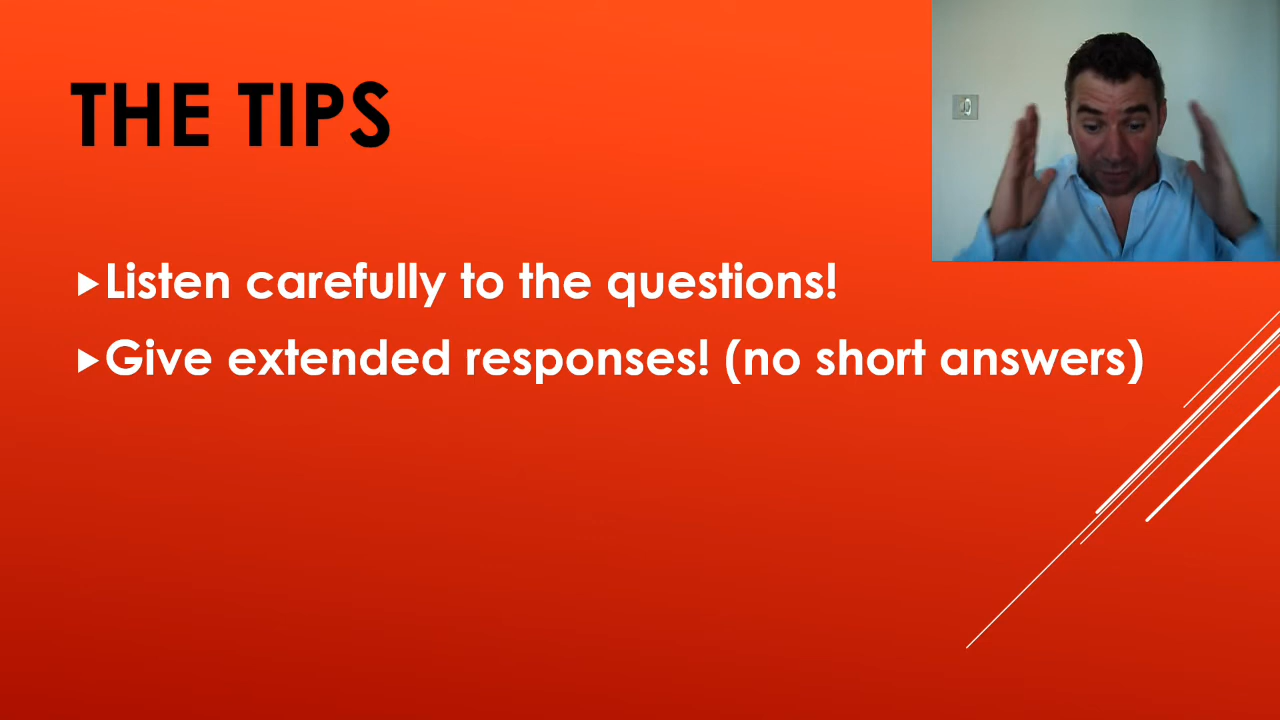 THE TIPS
Listen carefully to the questions!
Give extended responses! (no short answers)